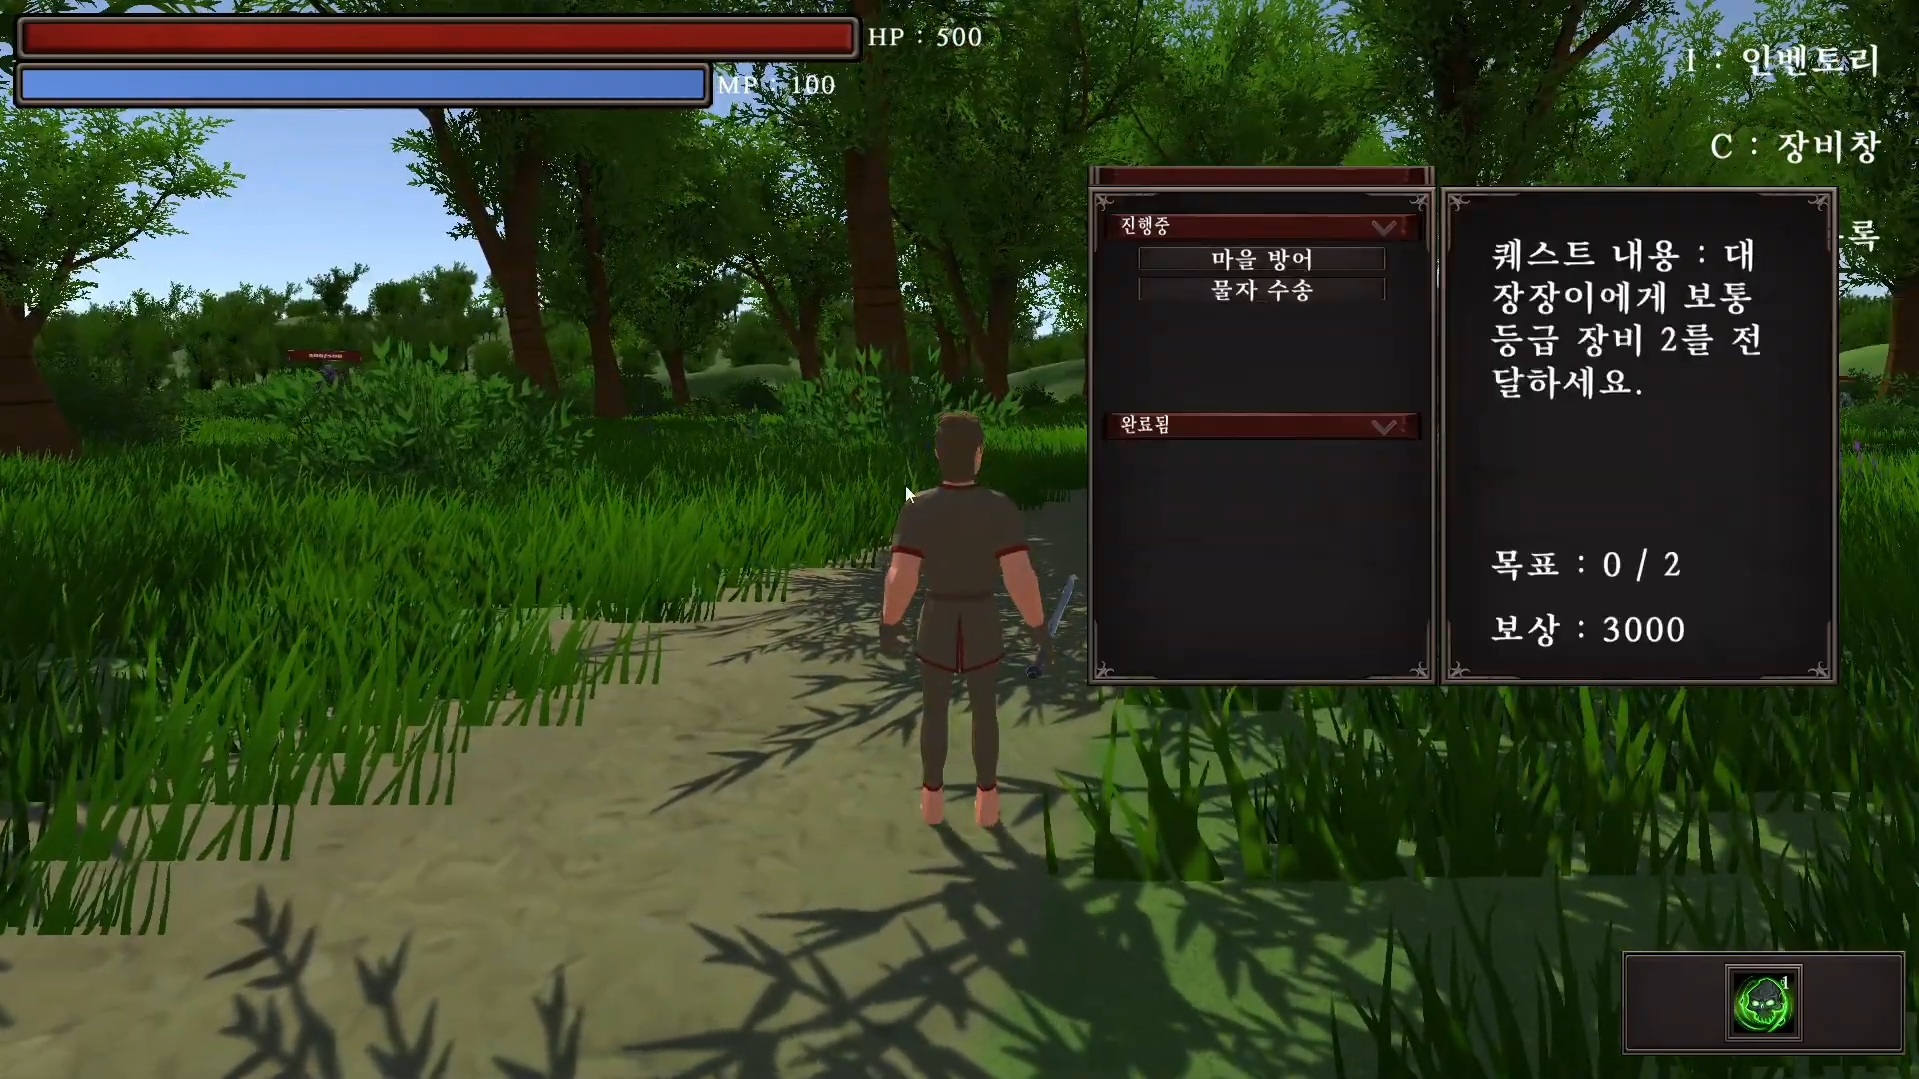 HP : 500
MP : 100
I : 인벤토리
C : 장비창
록
진행중
마을 방어
물자 수송
완료됨
퀘스트 내용 : 대
장장이에게 보통
등급 장비 2를 전
달하세요.
목표 : 0 / 2
보상 : 3000
1